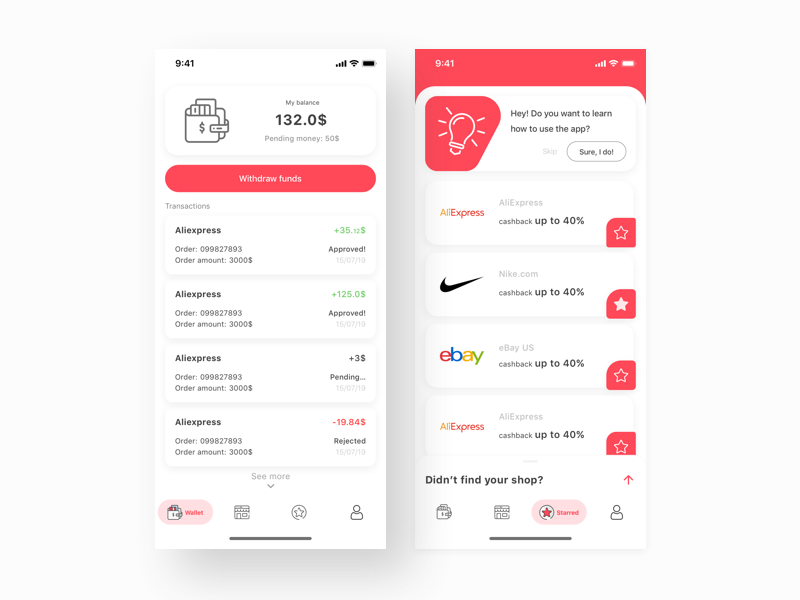 9:41
My balance
132.0$
Pending money: 50$
Withdraw funds
Transactions
Aliexpress +35.12$
Order: 099827893 Approved!
Order amount: 3000$ 15/07/19
Aliexpress +125.0$
Order: 099827893 Approved!
Order amount: 3000$ 15/07/19
Aliexpress +3$
Order: 099827893 Pending...
Order amount: 3000$ 15/07/19
Aliexpress -19.84$
Order: 099827893 Rejected
Order amount: 3000$ 15/07/19
See more
Wallet
9:41
Hey! Do you want to learn
how to use the app?
Skip Sure, I do!
AliExpress
AliExpress
cashback up to 40%
Nike.com
cashback up to 40%
ebay
eBay US
cashback up to 40%
AliExpress
AliExpress
cashback up to 40%
Didn't find your shop?
Starred